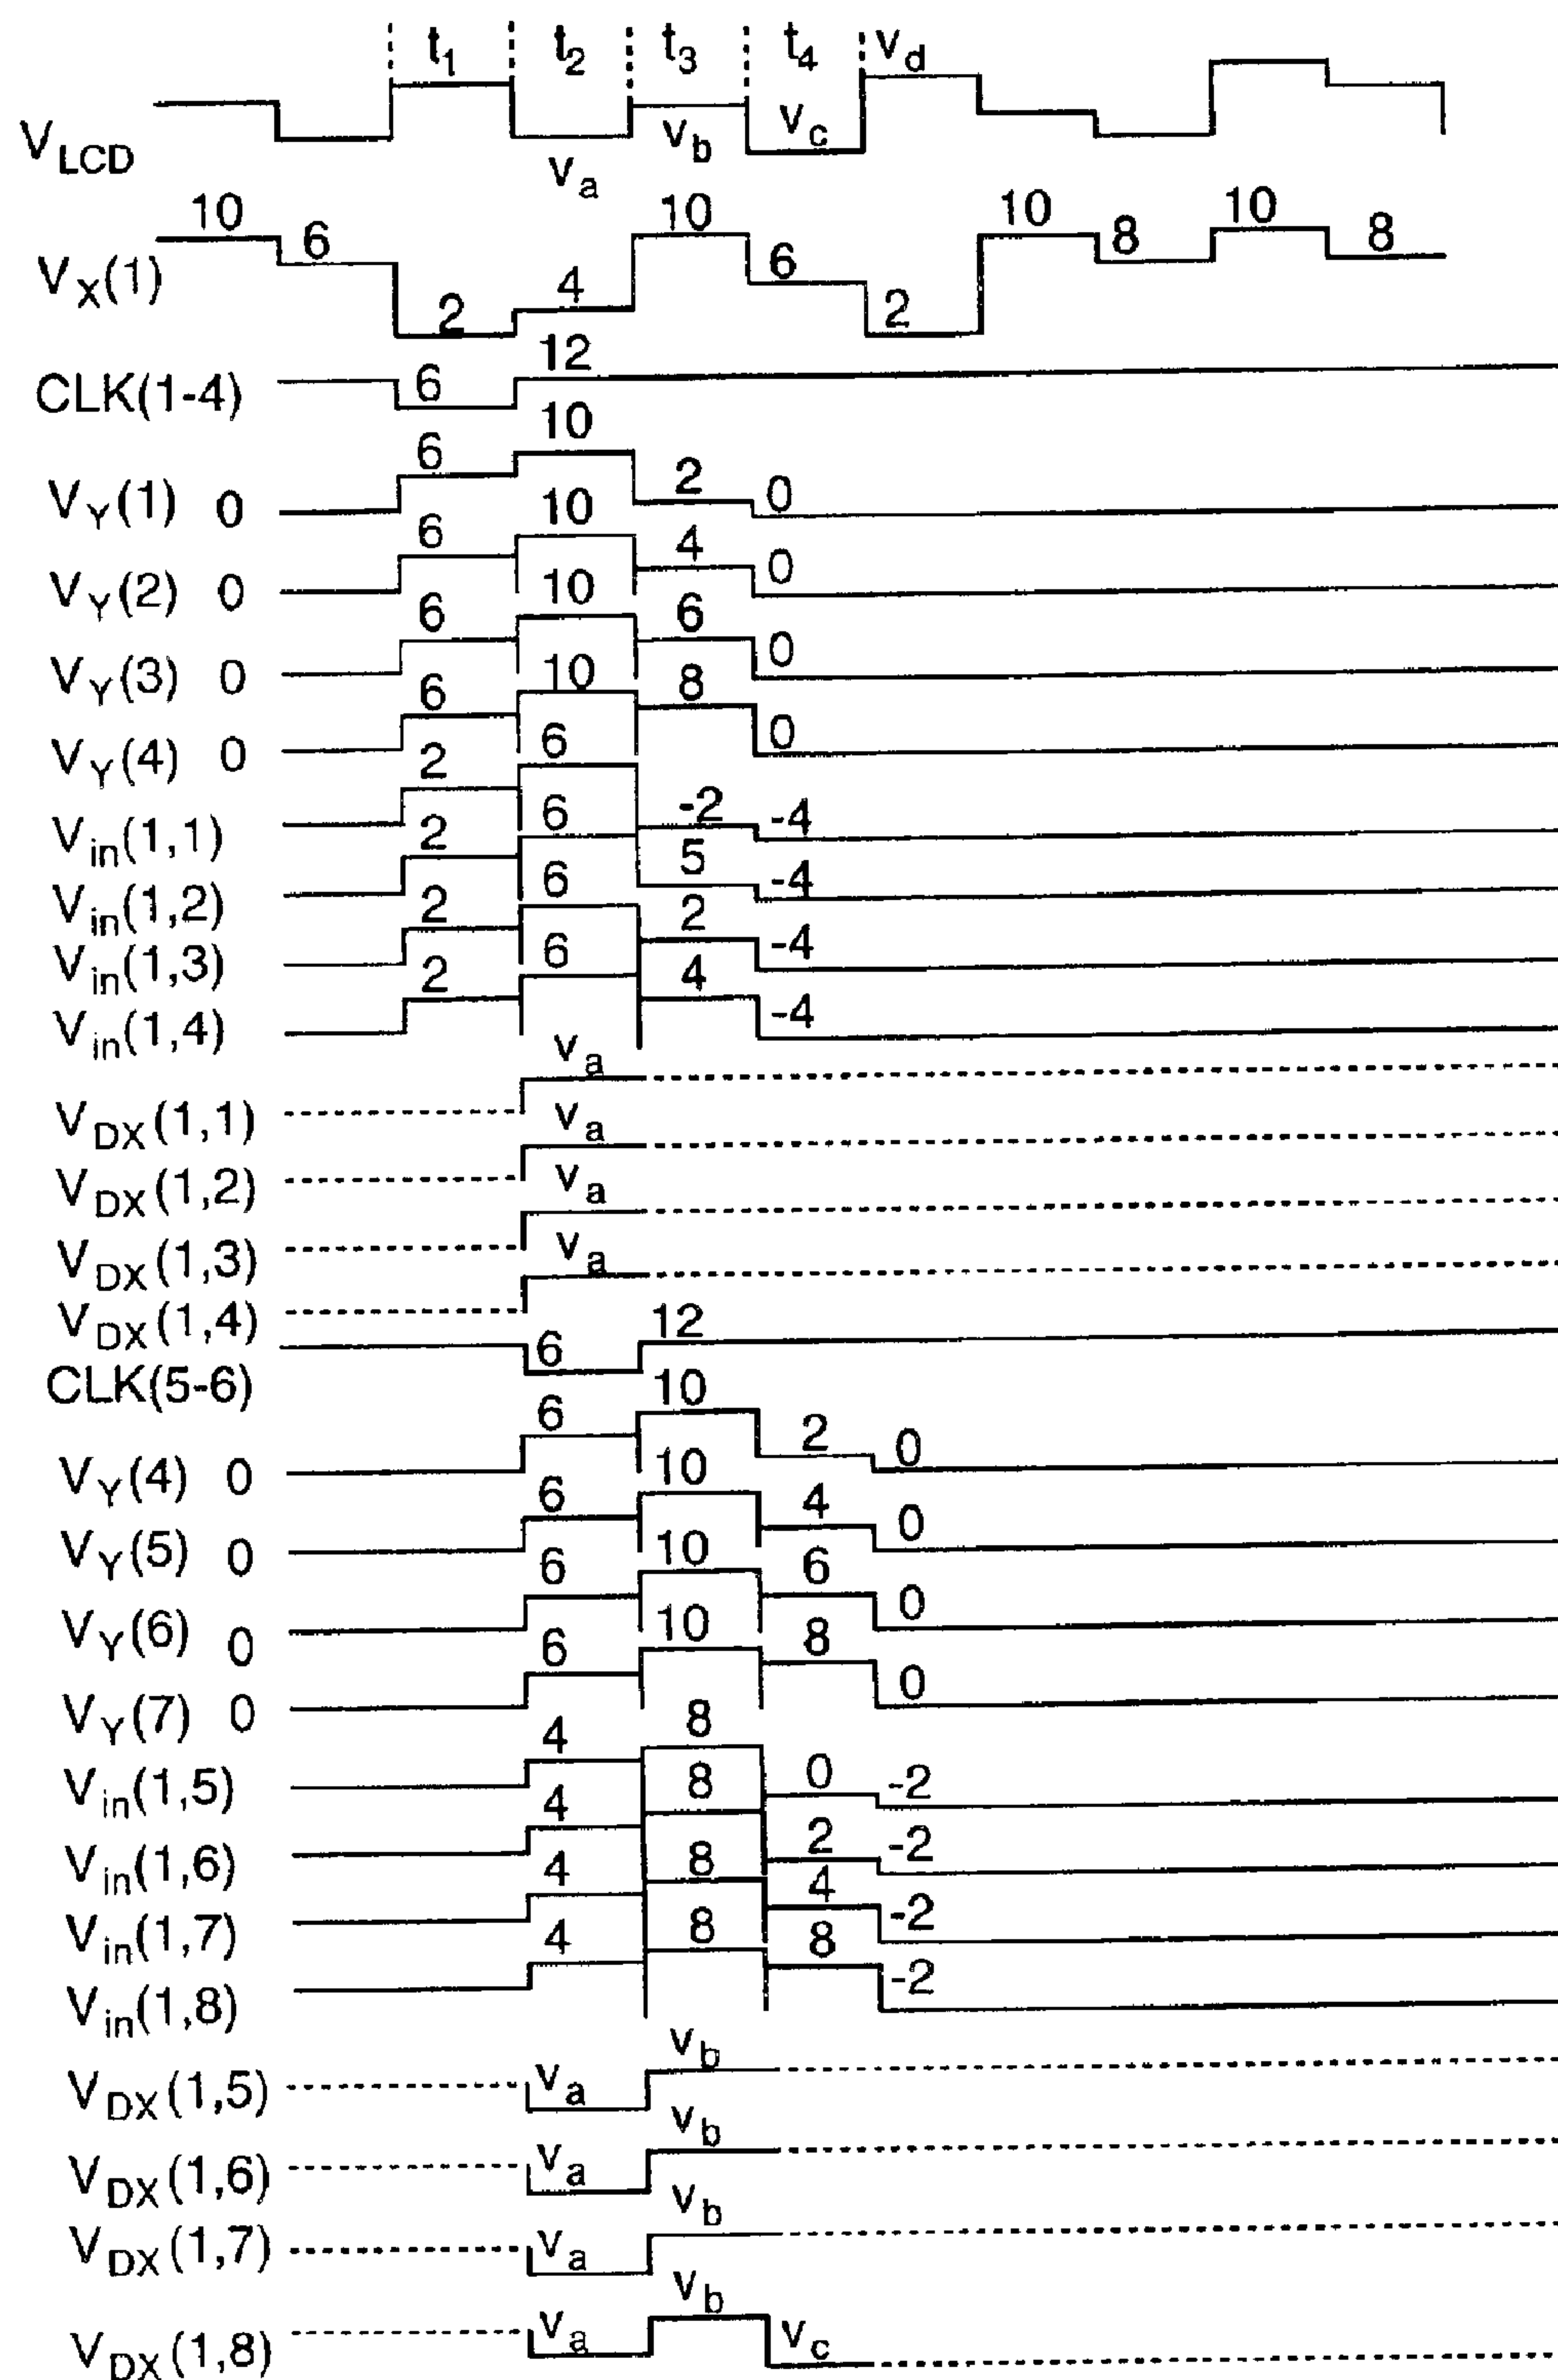 t1 t2 t3 t4 Vd
VLCD Va Vb Vc
VX(1) 10 6 2 4 10 6 2 10 8 10 8
CLK(1-4) 6 12
VY(1) 0 6 10 2 0
VY(2) 0 6 10 4 0
VY(3) 0 6 10 6 0
VY(4) 0 6 10 8 0
Vin(1,1) 2 6 -2 -4
Vin(1,2) 2 6 5 -4
Vin(1,3) 2 6 2 -4
Vin(1,4) 2 6 4 -4
VDX(1,1) Va
VDX(1,2) Va
VDX(1,3) Va
VDX(1,4) Va
CLK(5-6) 6 12
VY(4) 0 6 10 2 0
VY(5) 0 6 10 4 0
VY(6) 0 6 10 6 0
VY(7) 0 6 10 8 0
Vin(1,5) 4 8 0 -2
Vin(1,6) 4 8 2 -2
Vin(1,7) 4 8 4 -2
Vin(1,8) 4 8 8 -2
VDX(1,5) Va Vb
VDX(1,6) Va Vb
VDX(1,7) Va Vb
VDX(1,8) Va Vb Vc